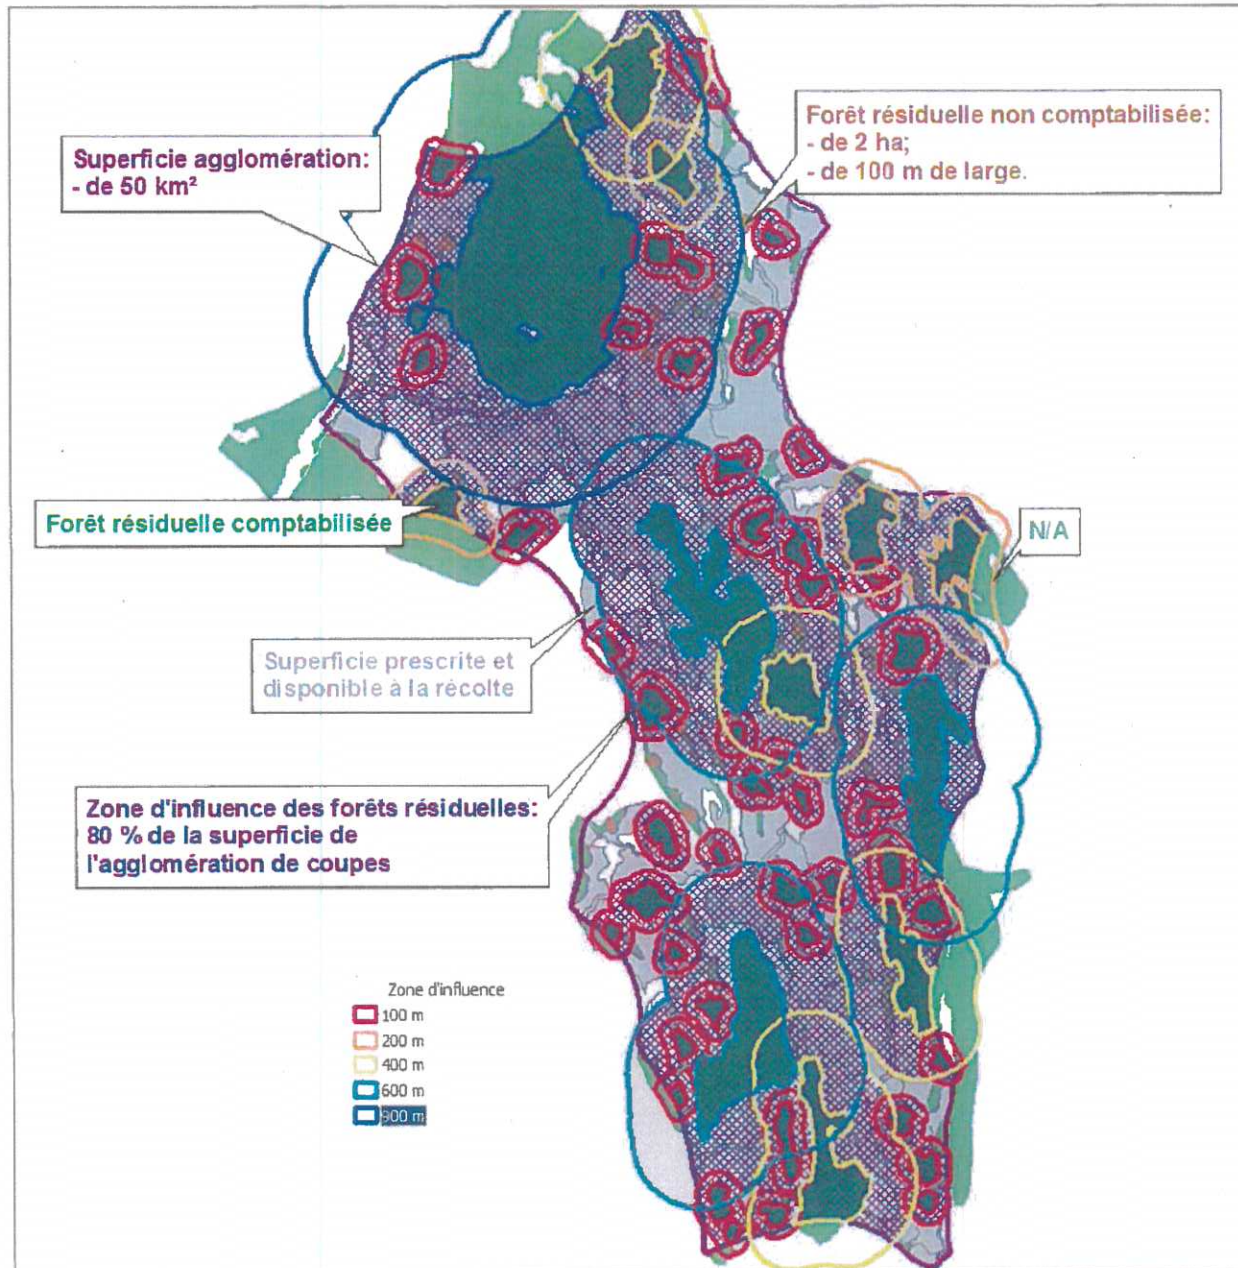 Forêt résiduelle non comptabilisée:
- de 2 ha;
- de 100 m de large.
Superficie agglomération:
- de 50 km²
Forêt résiduelle comptabilisée
N/A
Superficie prescrite et
disponible à la récolte
Zone d'influence des forêts résiduelles:
80 % de la superficie de
l'agglomération de coupes
Zone d'influence
100 m
200 m
400 m
600 m
900 m